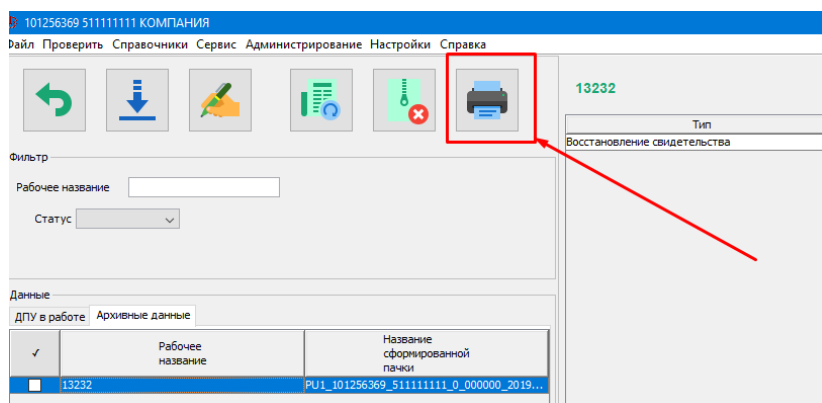 101256369 511111111 КОМПАНИЯ
Файл Проверить Справочники Сервис Администрирование Настройки Справка
13232
Тип
Восстановление свидетельства
Фильтр
Рабочее название
Статус
Данные
ДПУ в работе Архивные данные
✓
Рабочее
название
Название
сформированной
пачки
13232
PU1_101256369_511111111_0_000000_2019...